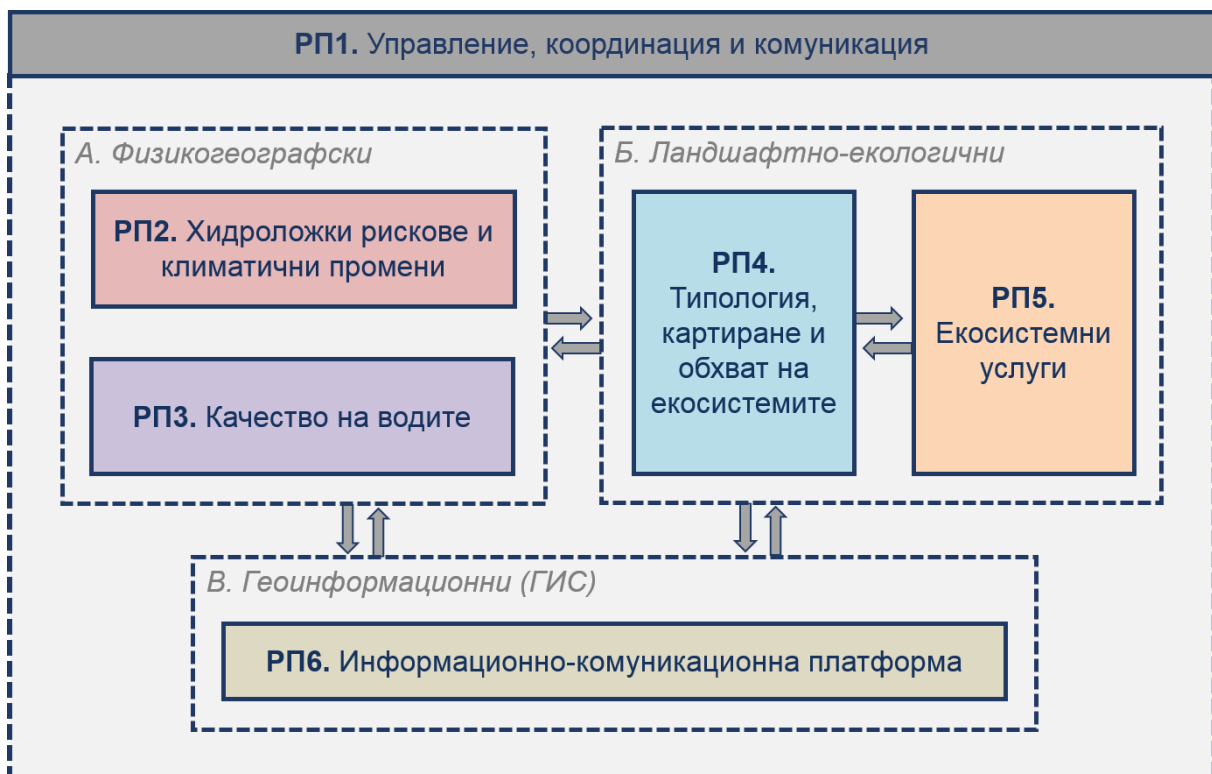 РП1. Управление, координация и комуникация
А. Физикогеографски
РП2. Хидроложки рискове и
климатични промени
РП3. Качество на водите
Б. Ландшафтно-екологични
РП4.
Типология,
картиране и
обхват на
екосистемите
РП5.
Екосистемни
услуги
В. Геоинформационни (ГИС)
РП6. Информационно-комуникационна платформа